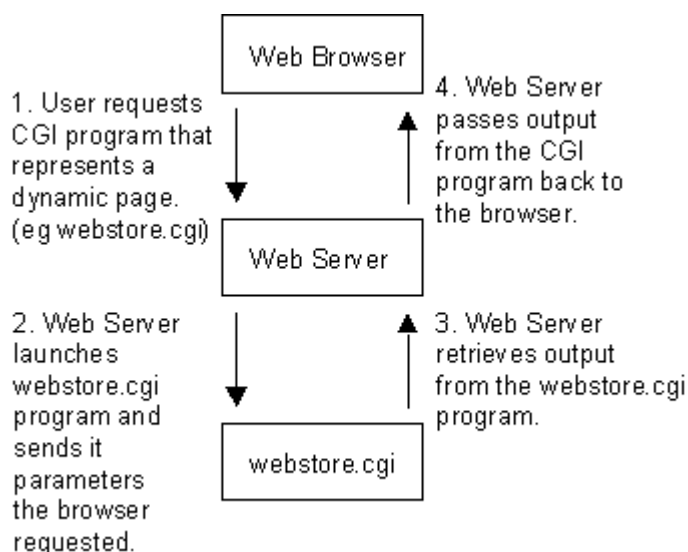 Web Browser
1. User requests
CGI program that
represents a
dynamic page.
(eg webstore.cgi)
4. Web Server
passes output
from the CGI
program back to
the browser.
Web Server
2. Web Server
launches
webstore.cgi
program and
sends it
parameters
the browser
requested.
3. Web Server
retrieves output
from the webstore.cgi
program.
webstore.cgi